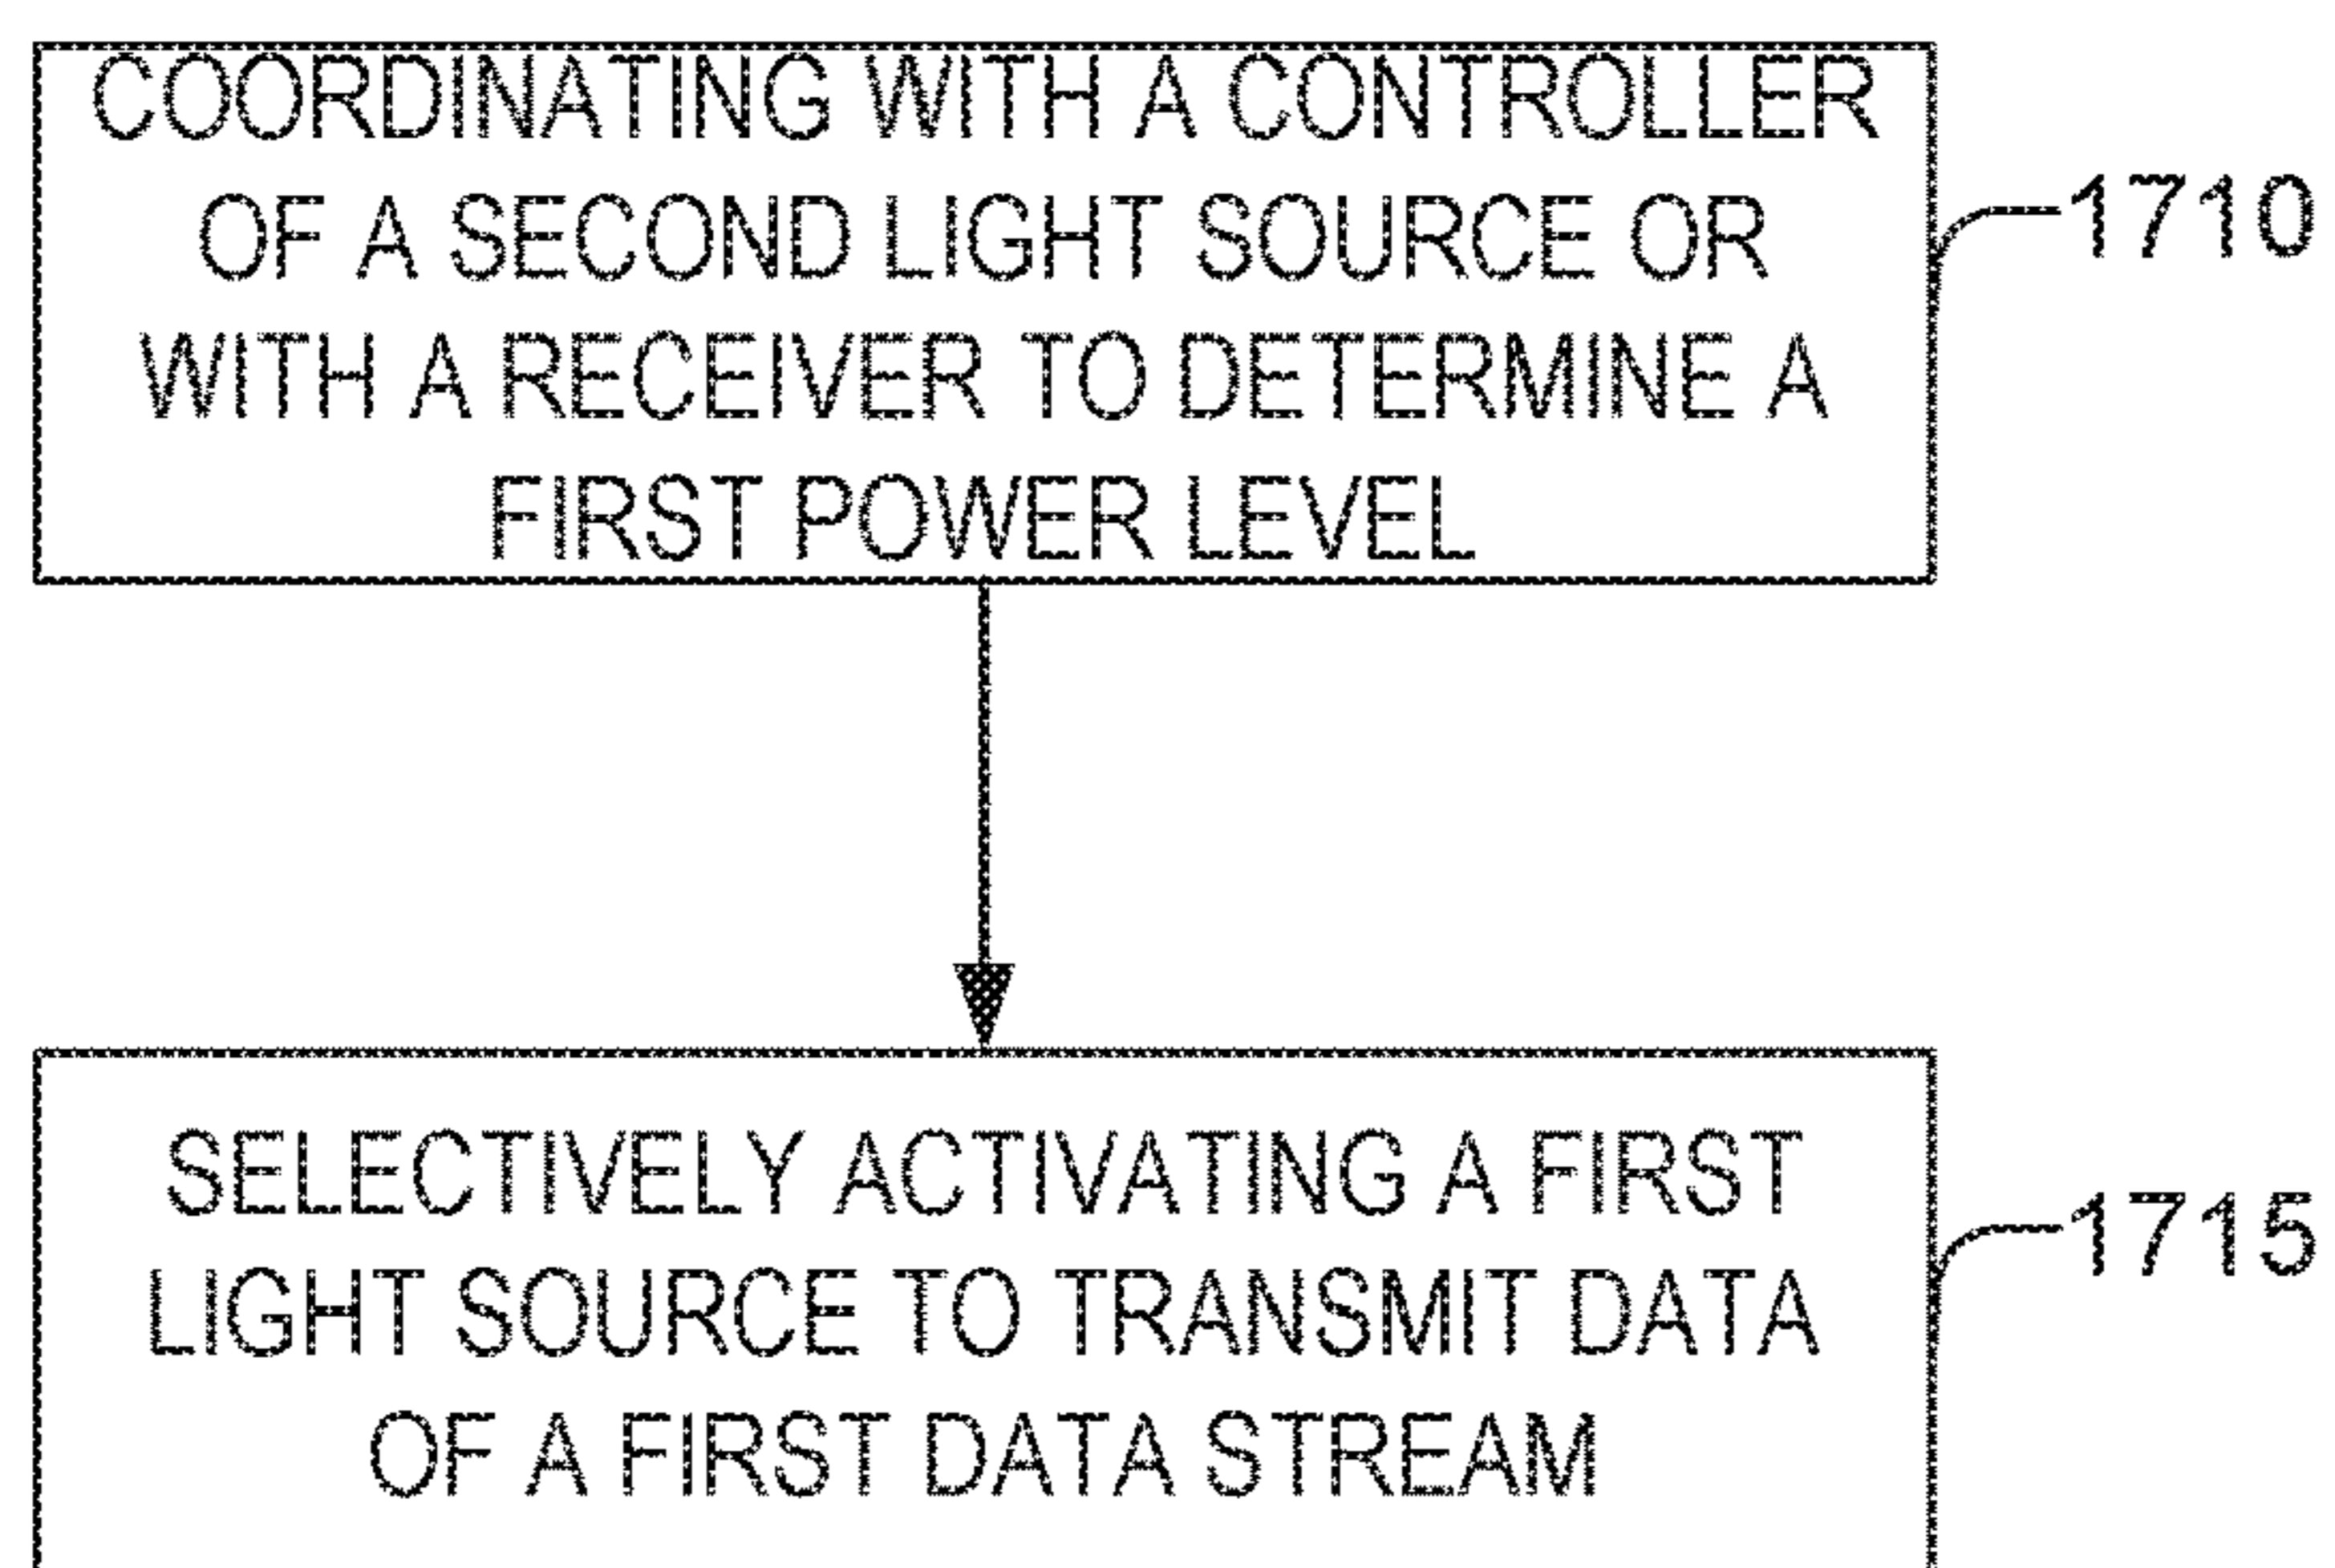 COORDINATING WITH A CONTROLLER
OF A SECOND LIGHT SOURCE OR
WITH A RECEIVER TO DETERMINE A
FIRST POWER LEVEL
1710
SELECTIVELY ACTIVATING A FIRST
LIGHT SOURCE TO TRANSMIT DATA
OF A FIRST DATA STREAM
1715